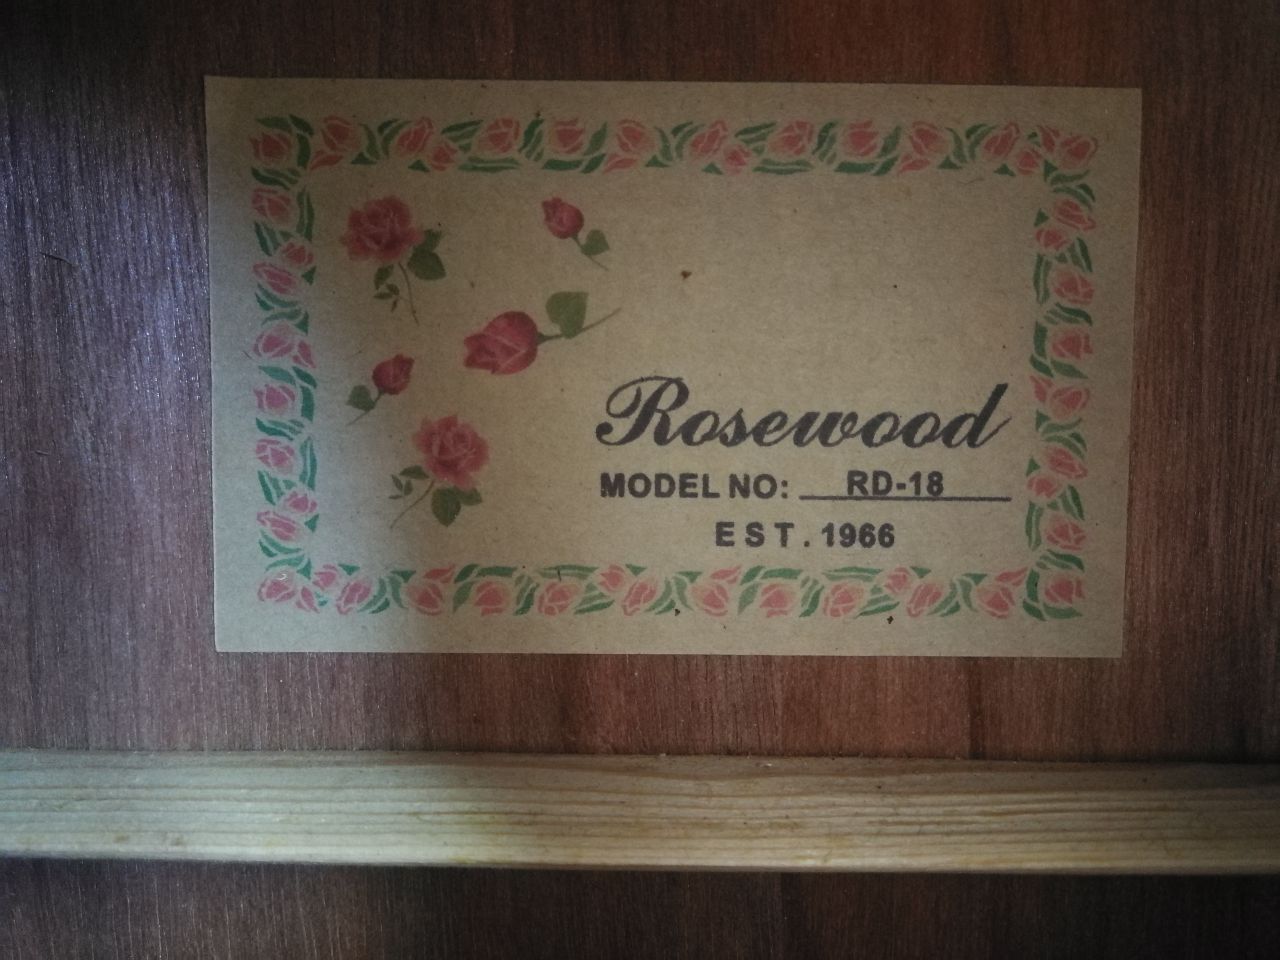 Rosewood
MODEL NO: RD-18
EST. 1966